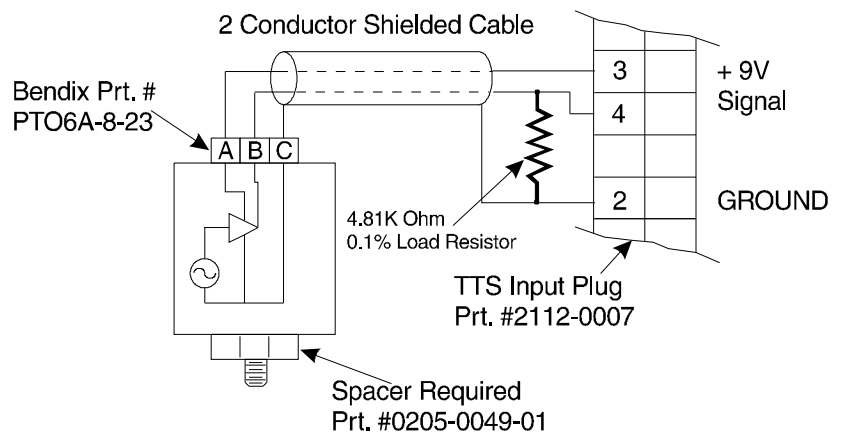 2 Conductor Shielded Cable
Bendix Prt. #
PTO6A-8-23
A B C
3
+ 9V
Signal
4
4.81K Ohm
0.1% Load Resistor
2
GROUND
TTS Input Plug
Prt. #2112-0007
Spacer Required
Prt. #0205-0049-01